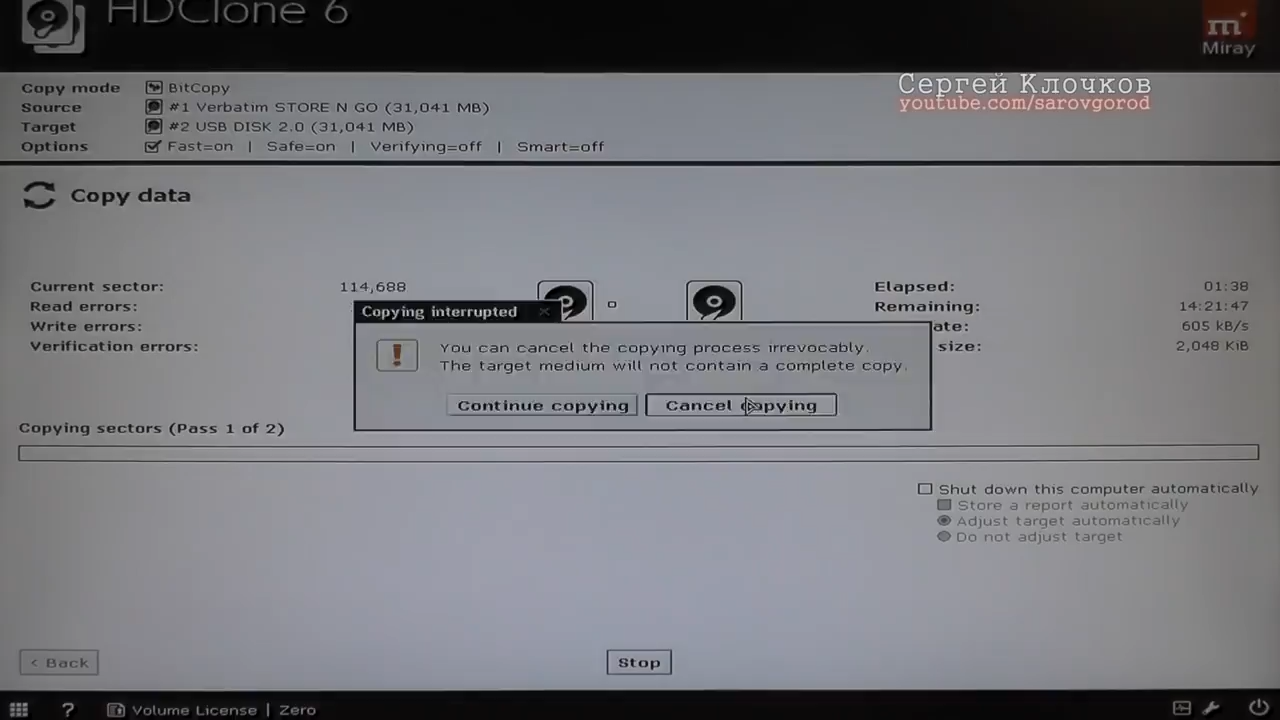 HDClone 6
m
Miray
Сергей Клочков
youtube.com/sarovgorod
Copy mode BitCopy
Source #1 Verbatim STORE N GO (31,041 MB)
Target #2 USB DISK 2.0 (31,041 MB)
Options Fast=on | Safe=on | Verifying=off | Smart=off
Copy data
Current sector: 114,688
Read errors:
Write errors:
Verification errors:
Elapsed: 01:38
Remaining: 14:21:47
ate: 605 kB/s
size: 2,048 KiB
Copying interrupted
You can cancel the copying process irrevocably.
The target medium will not contain a complete copy.
Continue copying Cancel copying
Copying sectors (Pass 1 of 2)
Shut down this computer automatically
Store a report automatically
Adjust target automatically
Do not adjust target
< Back Stop
? Volume License | Zero